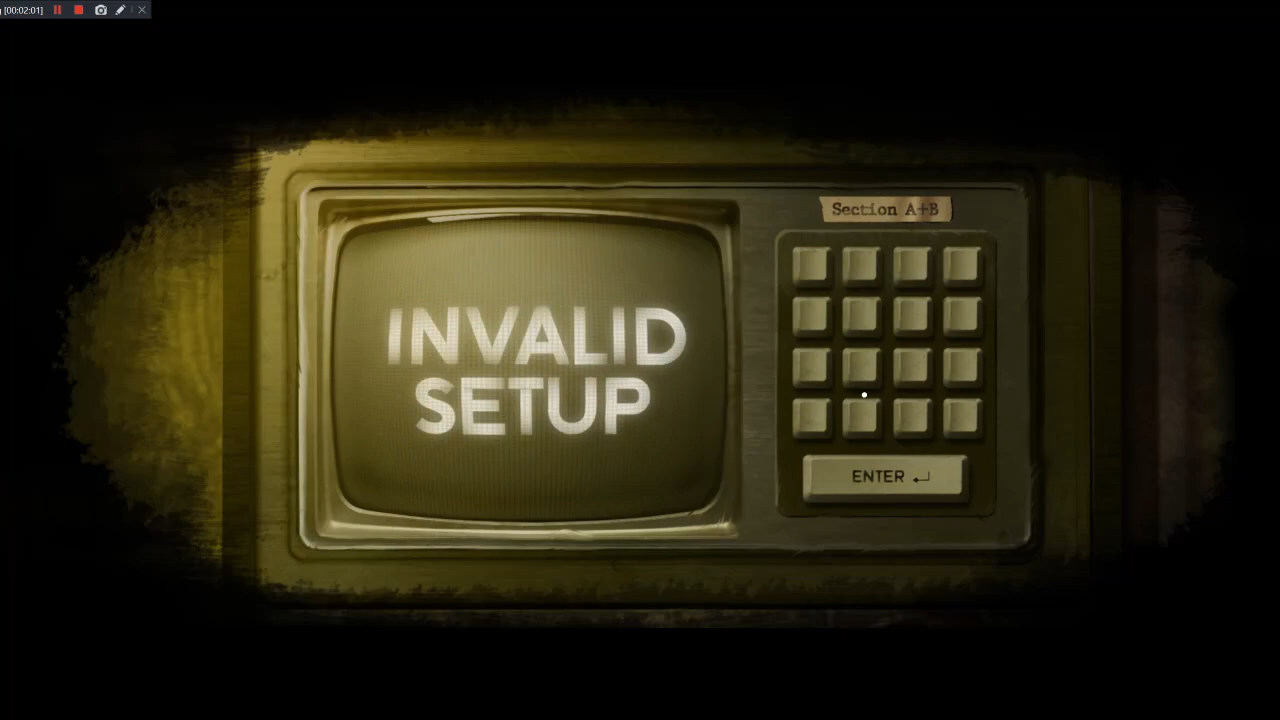 [00:02:01]
Section A+B
INVALID
SETUP
ENTER